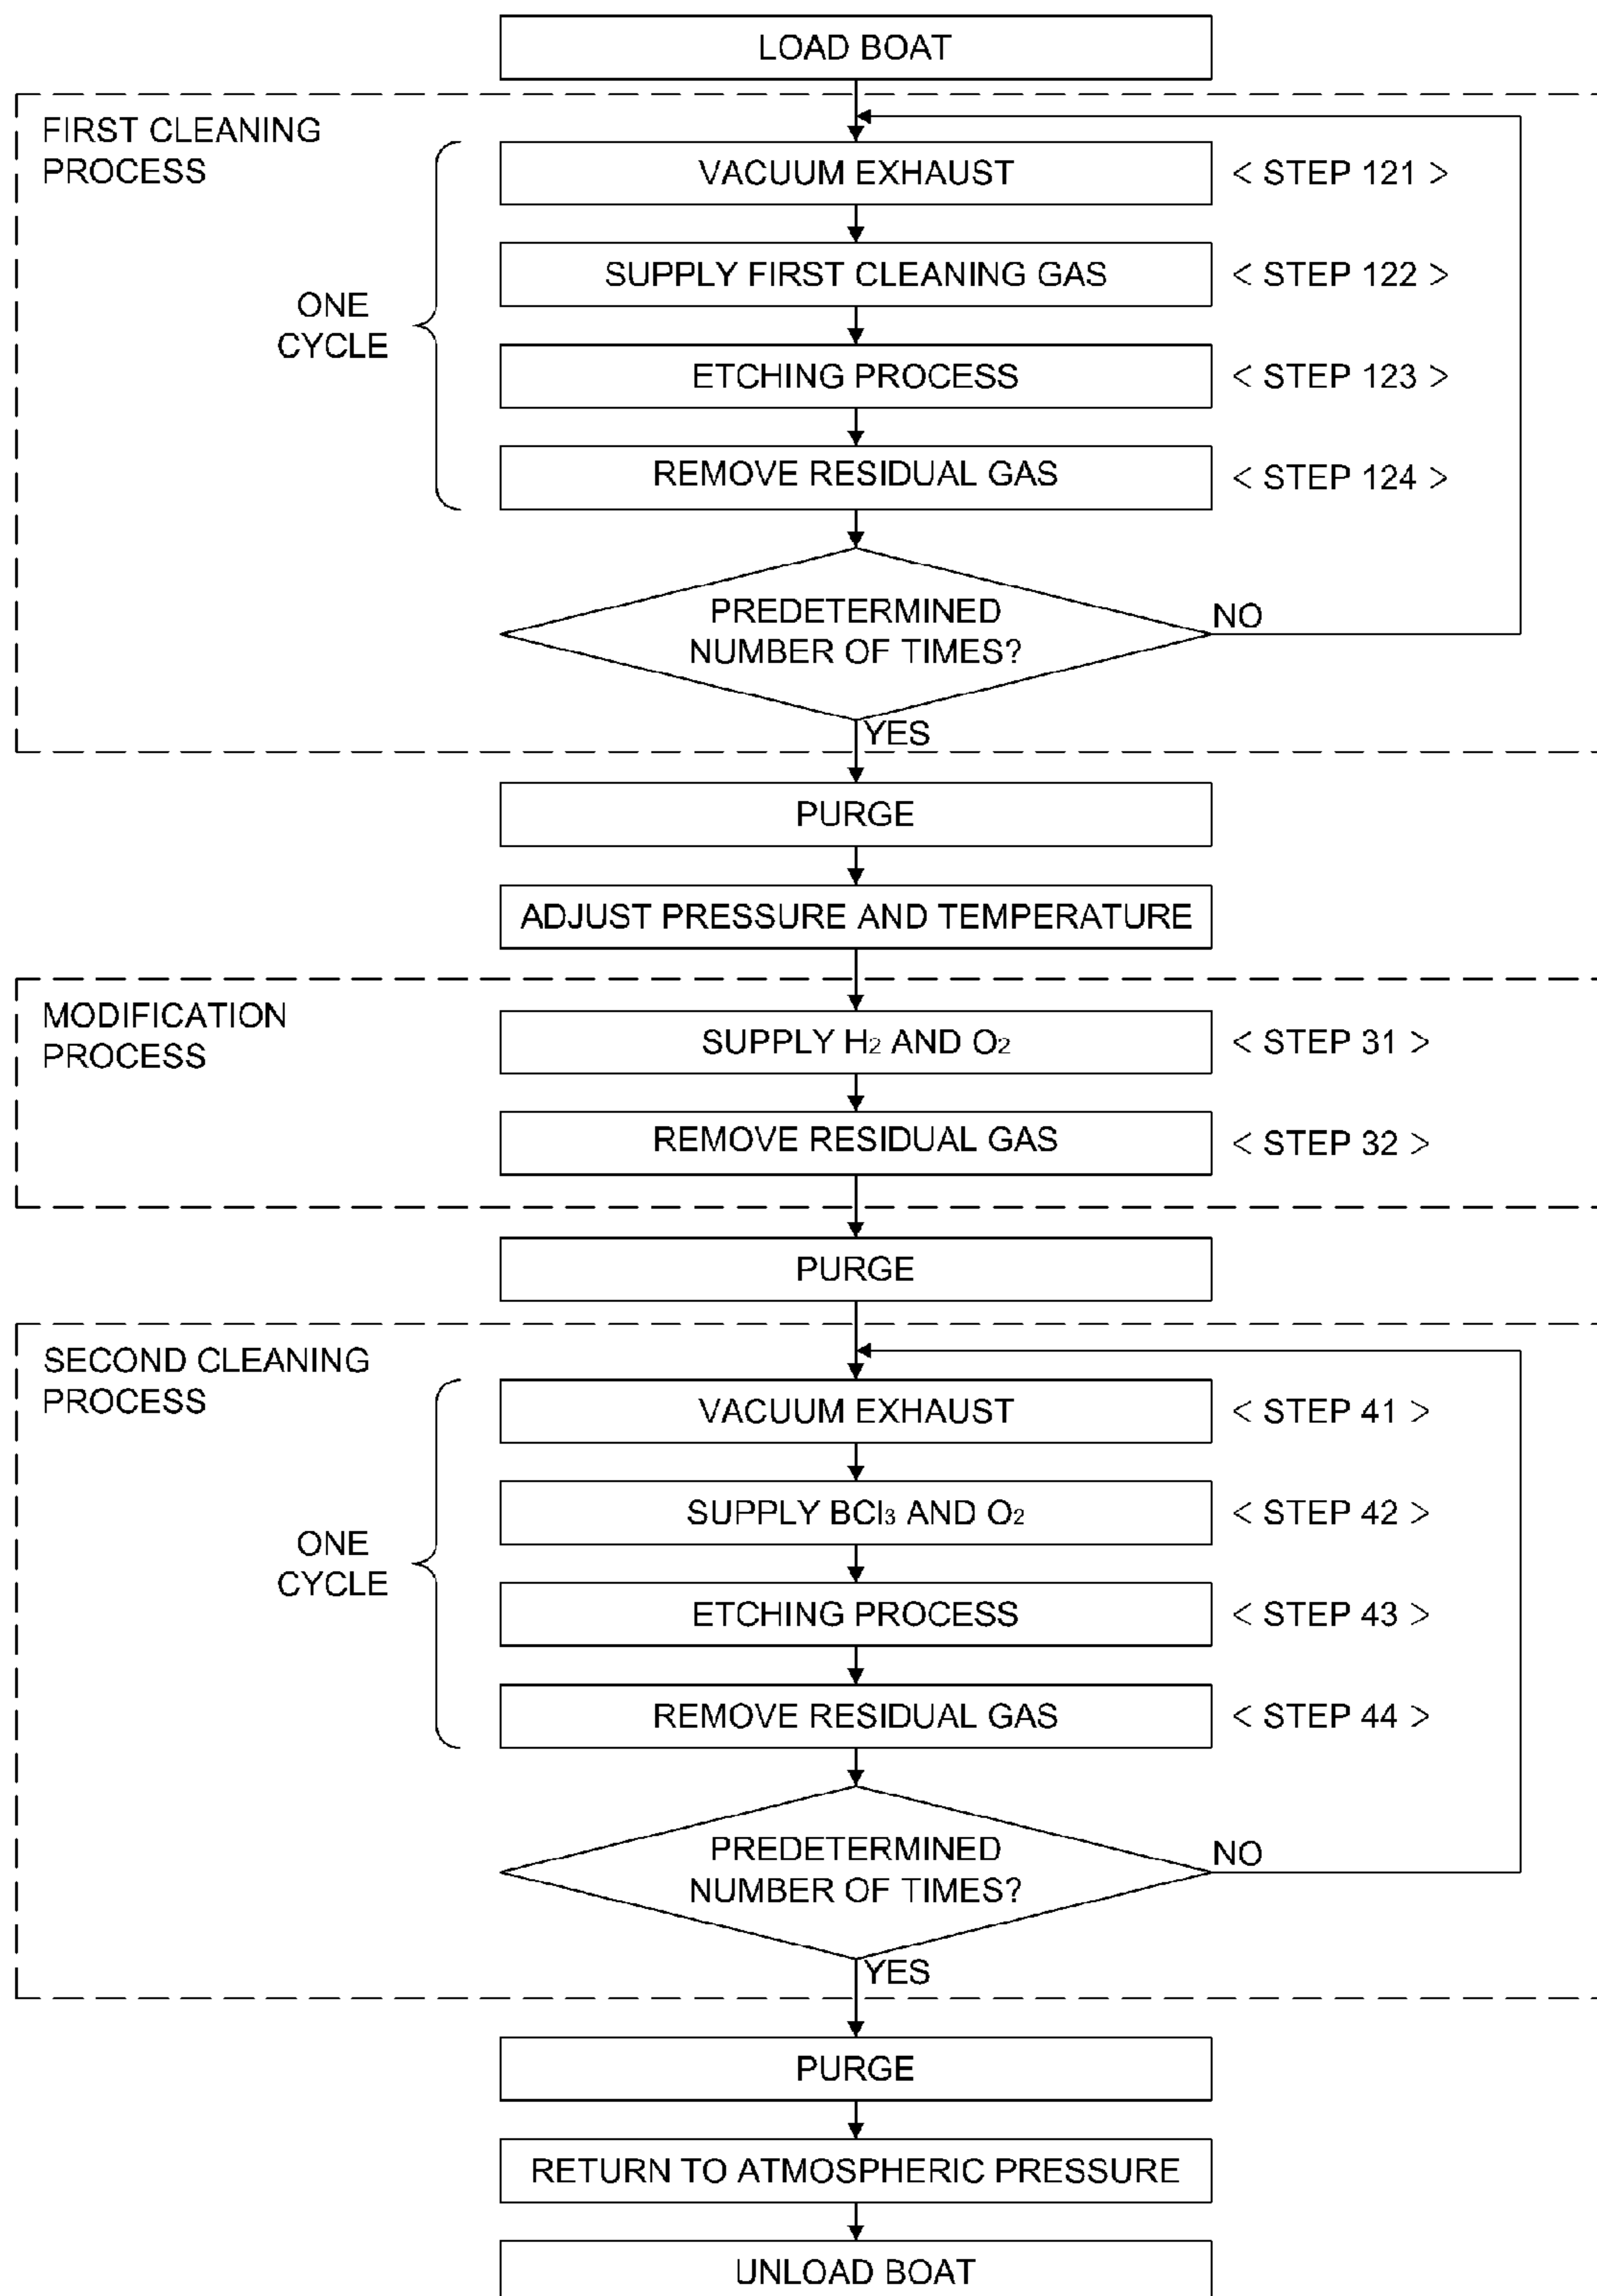 LOAD BOAT
FIRST CLEANING
PROCESS
VACUUM EXHAUST
< STEP 121 >
SUPPLY FIRST CLEANING GAS
< STEP 122 >
ONE
CYCLE
ETCHING PROCESS
< STEP 123 >
REMOVE RESIDUAL GAS
< STEP 124 >
PREDETERMINED
NUMBER OF TIMES?
NO
YES
PURGE
ADJUST PRESSURE AND TEMPERATURE
MODIFICATION
PROCESS
SUPPLY H₂ AND O₂
< STEP 31 >
REMOVE RESIDUAL GAS
< STEP 32 >
PURGE
SECOND CLEANING
PROCESS
VACUUM EXHAUST
< STEP 41 >
SUPPLY BCl₃ AND O₂
< STEP 42 >
ONE
CYCLE
ETCHING PROCESS
< STEP 43 >
REMOVE RESIDUAL GAS
< STEP 44 >
PREDETERMINED
NUMBER OF TIMES?
NO
YES
PURGE
RETURN TO ATMOSPHERIC PRESSURE
UNLOAD BOAT